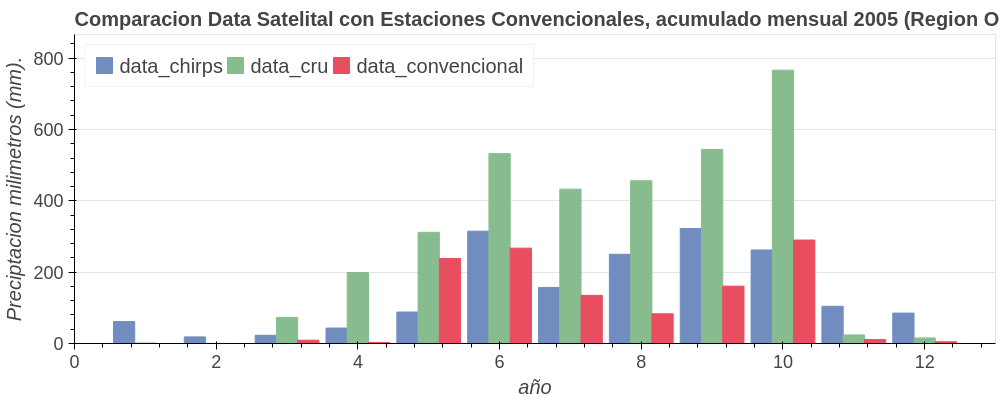 Comparacion Data Satelital con Estaciones Convencionales, acumulado mensual 2005 (Region O
data_chirps data_cru data_convencional
Preciptacion milimetros (mm).
800
600
400
200
0
0 2 4 6 8 10 12
año